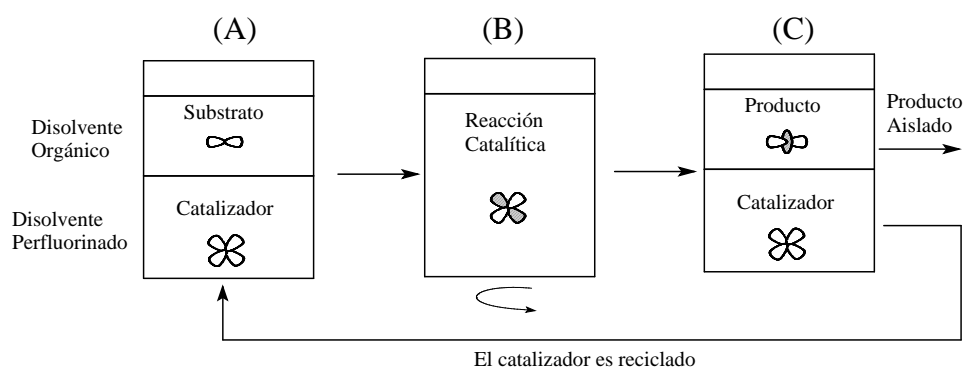 (A)
(B)
(C)
Disolvente
Orgánico
Substrato
Reacción
Catalítica
Producto
Producto
Aislado
Disolvente
Perfluorinado
Catalizador
Catalizador
El catalizador es reciclado